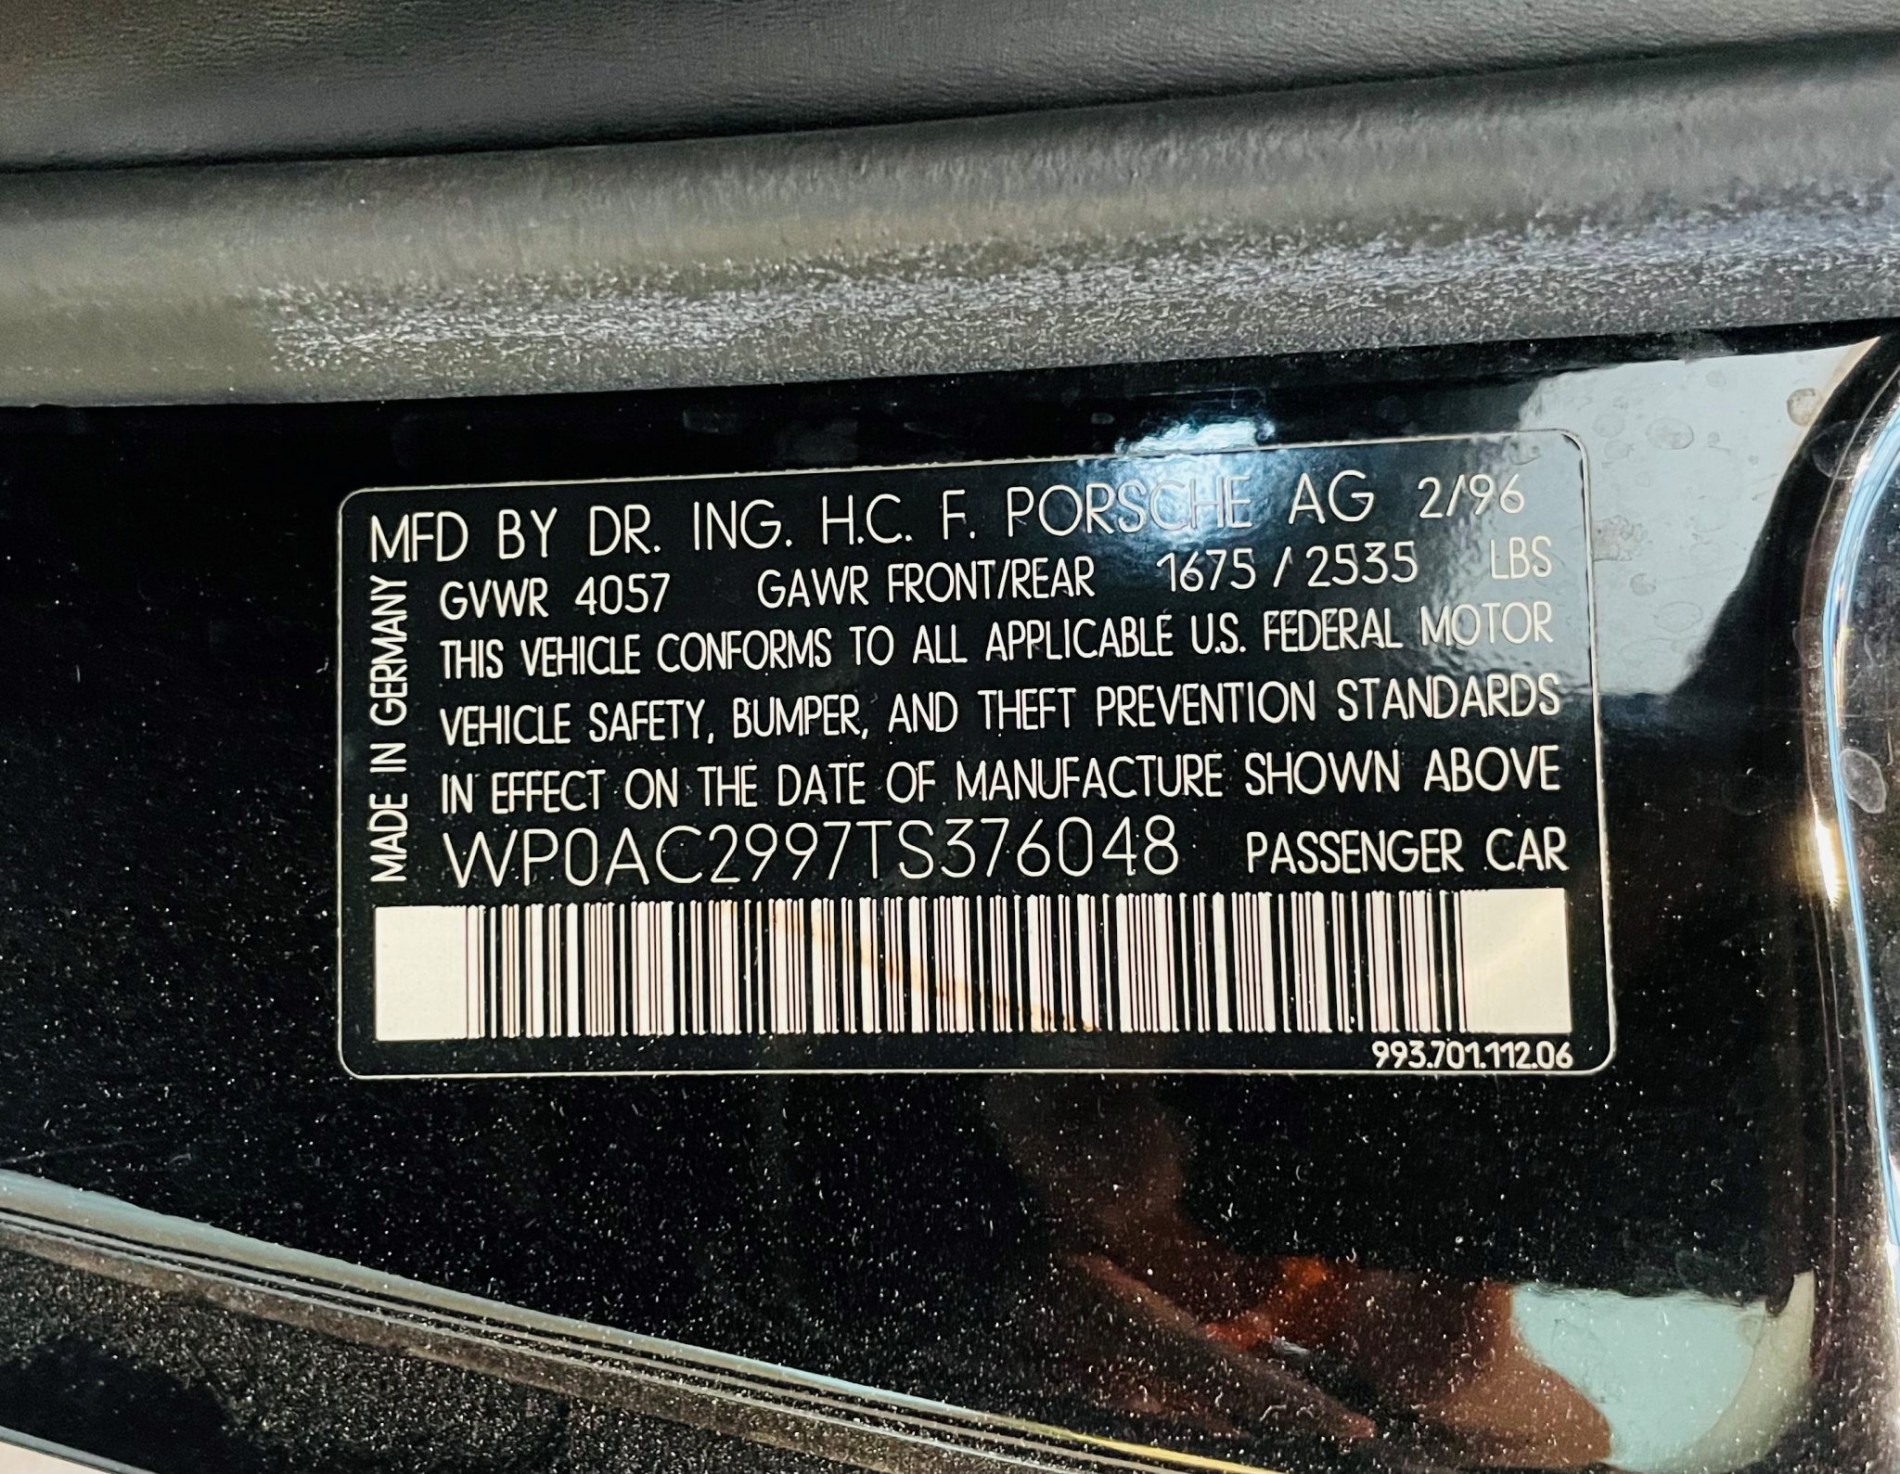 MFD BY DR. ING. H.C. F. PORSCHE AG 2/96
GVWR 4057 GAWR FRONT/REAR 1675 / 2535 LBS
THIS VEHICLE CONFORMS TO ALL APPLICABLE U.S. FEDERAL MOTOR
VEHICLE SAFETY, BUMPER, AND THEFT PREVENTION STANDARDS
IN EFFECT ON THE DATE OF MANUFACTURE SHOWN ABOVE
WP0AC2997TS376048 PASSENGER CAR
993.701.112.06
MADE IN GERMANY